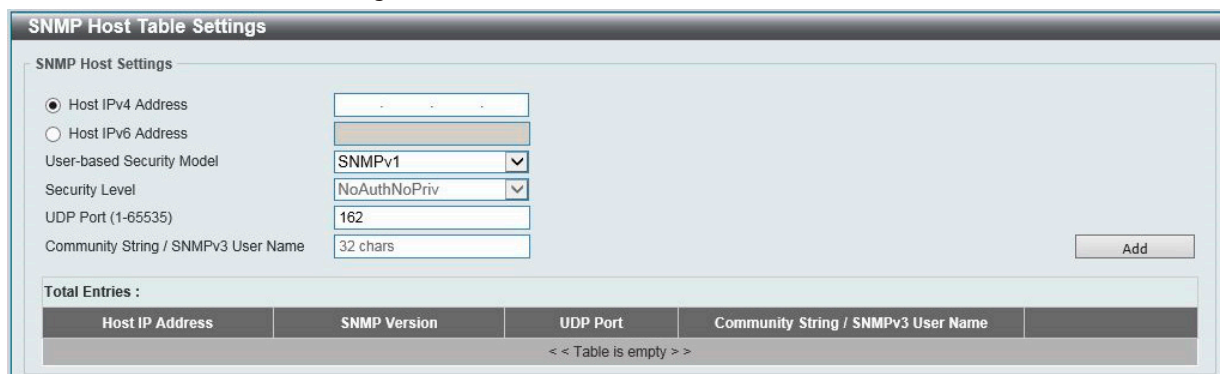 SNMP Host Table Settings
SNMP Host Settings
Host IPv4 Address . . .
Host IPv6 Address
User-based Security Model SNMPv1
Security Level NoAuthNoPriv
UDP Port (1-65535) 162
Community String / SNMPv3 User Name 32 chars Add
Total Entries :
Host IP Address SNMP Version UDP Port Community String / SNMPv3 User Name
< < Table is empty > >